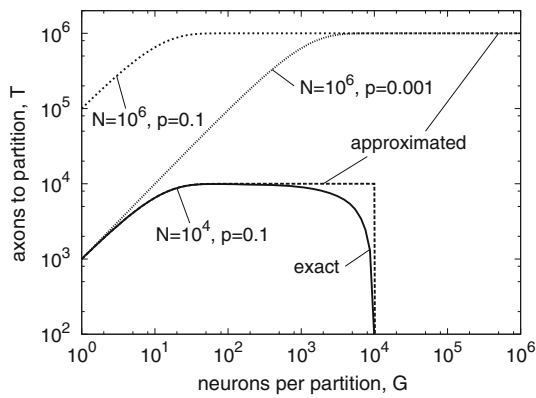 axons to partition, T
10^6
10^5
10^4
10^3
10^2
N=10^6, p=0.1
N=10^6, p=0.001
approximated
N=10^4, p=0.1
exact
10^0 10^1 10^2 10^3 10^4 10^5 10^6
neurons per partition, G